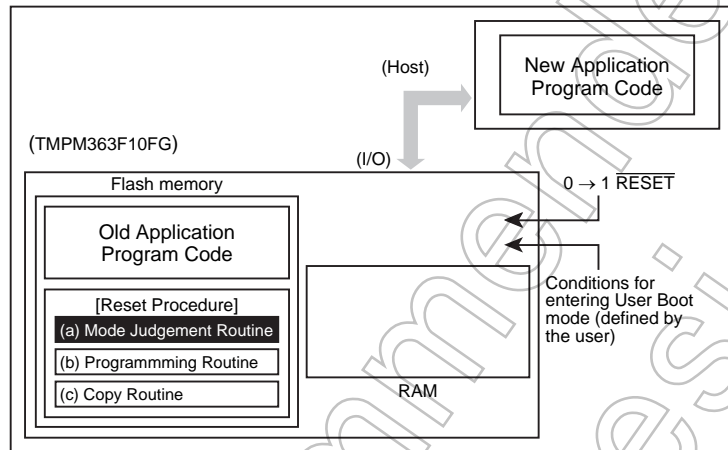 (Host)
New Application
Program Code
(TMPM363F10FG)
(I/O)
Flash memory
0 → 1 RESET
Old Application
Program Code
[Reset Procedure]
(a) Mode Judgement Routine
(b) Programmming Routine
(c) Copy Routine
Conditions for
entering User Boot
mode (defined by
the user)
RAM